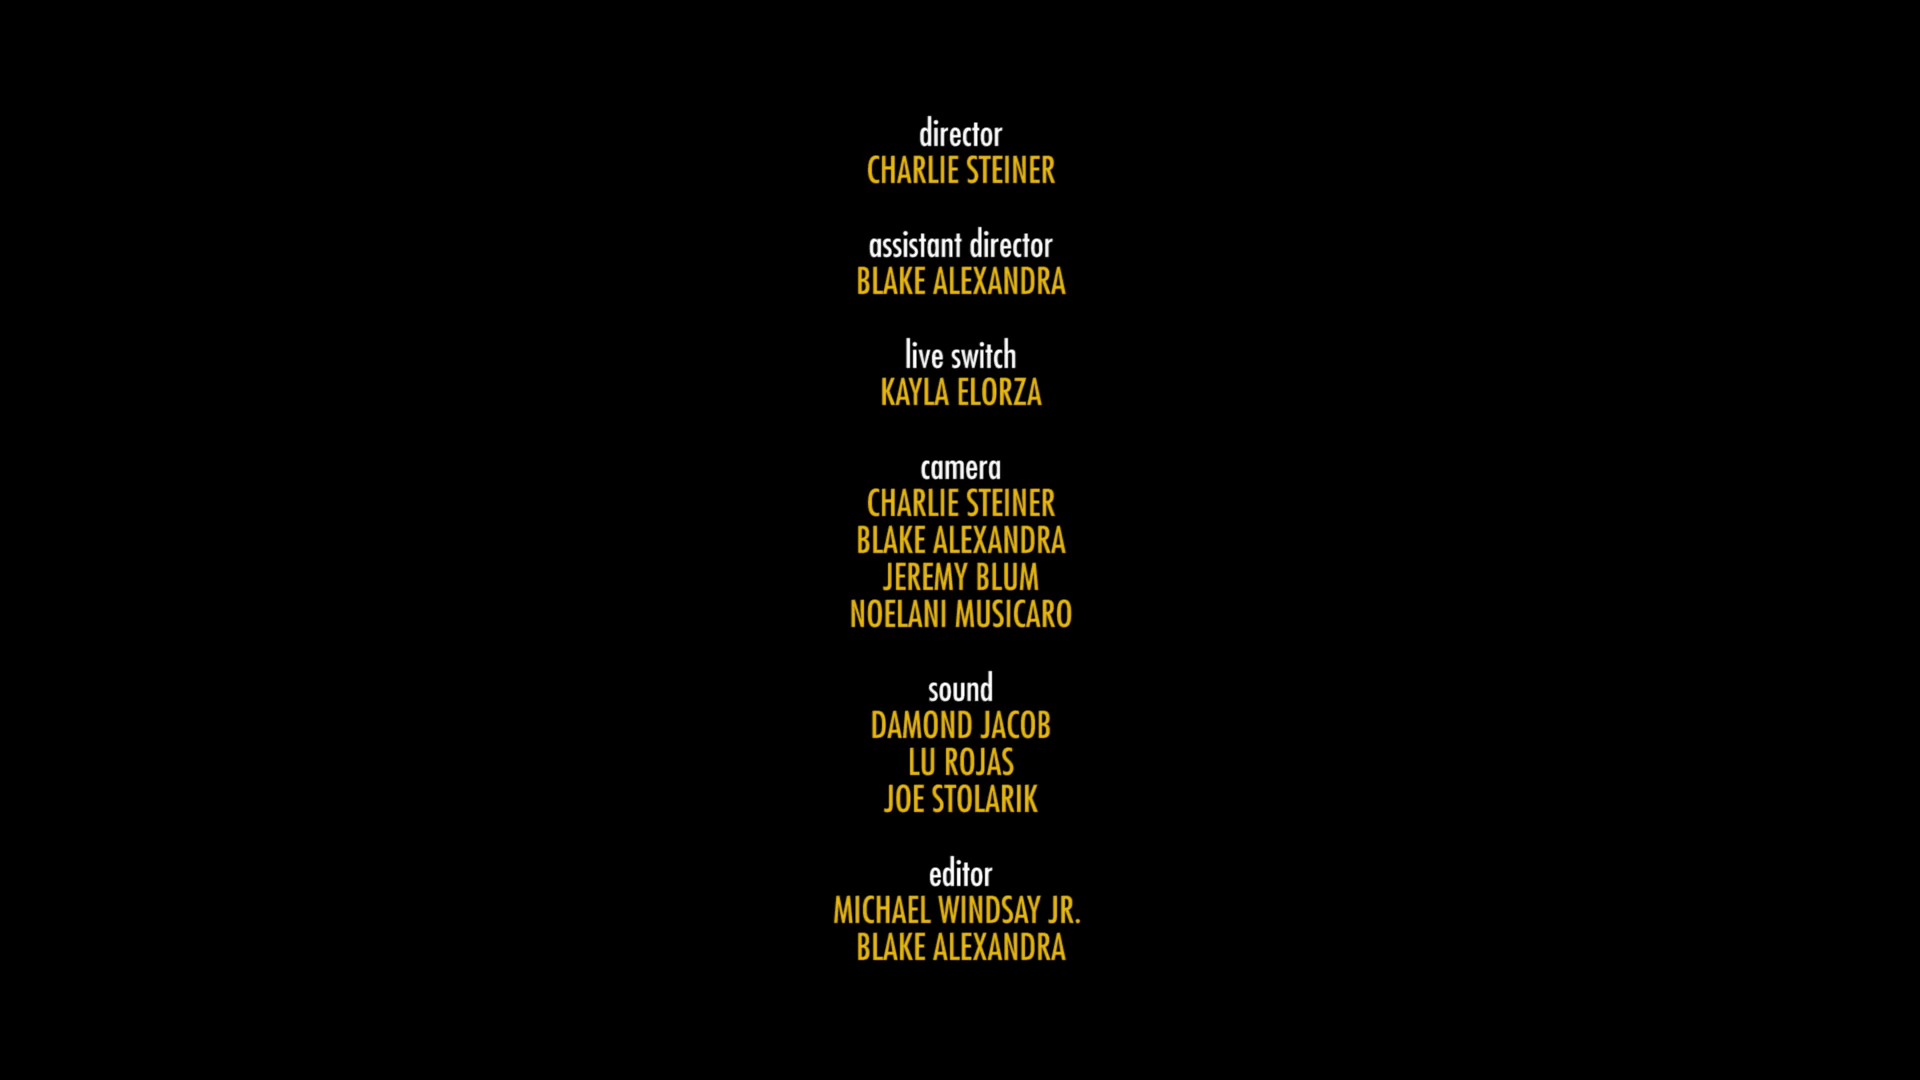 director
CHARLIE STEINER
assistant director
BLAKE ALEXANDRA
live switch
KAYLA ELORZA
camera
CHARLIE STEINER
BLAKE ALEXANDRA
JEREMY BLUM
NOELANI MUSICARO
sound
DAMOND JACOB
LU ROJAS
JOE STOLARIK
editor
MICHAEL WINDSAY JR.
BLAKE ALEXANDRA